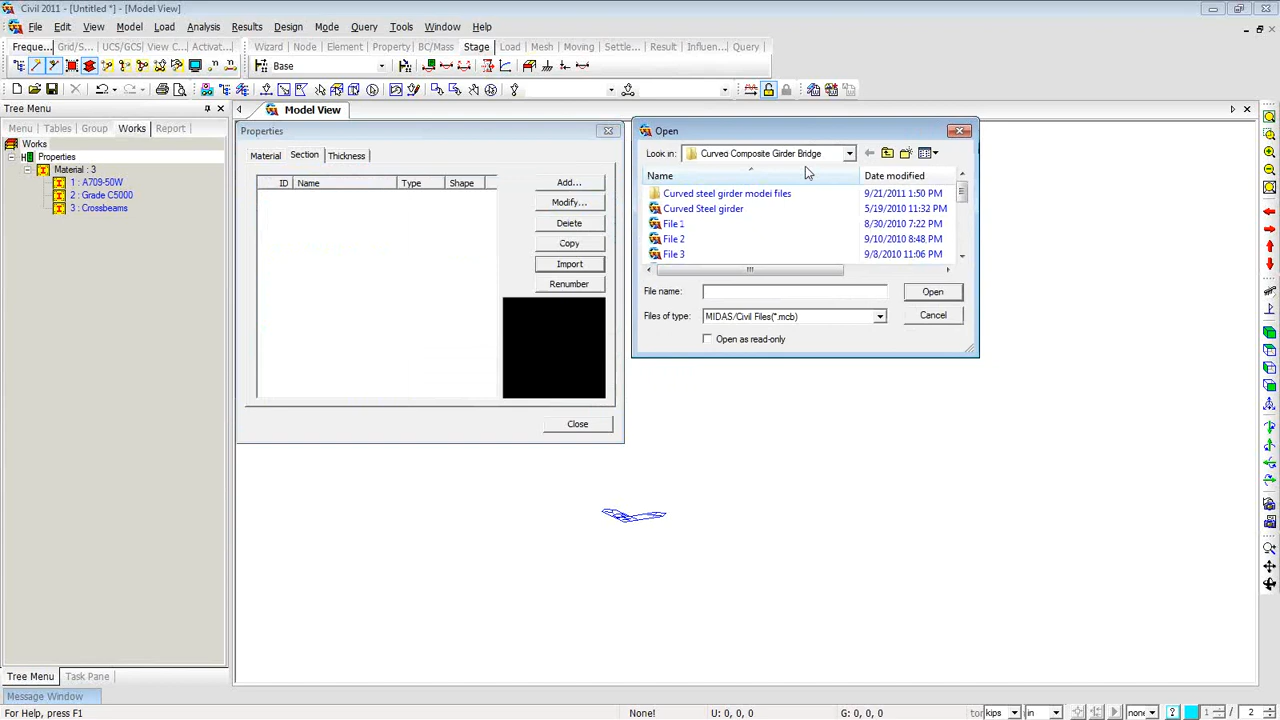 Civil 2011 - [Untitled *] - [Model View]
File Edit View Model Load Analysis Results Design Mode Query Tools Window Help
Freque... Grid/S... UCS/GCS View C... Activat... Wizard Node Element Property BC/Mass Stage Load Mesh Moving Settle... Result Influen... Query
Base
Tree Menu
Model View
Menu Tables Group Works Report
Works
Properties
Material : 3
1 : A709-50W
2 : Grade C5000
3 : Crossbeams
Properties
Material Section Thickness
ID Name Type Shape
Add...
Modify...
Delete
Copy
Import
Renumber
Close
Open
Look in: Curved Composite Girder Bridge
Name Date modified
Curved steel girder model files 9/21/2011 1:50 PM
Curved Steel girder 5/19/2010 11:32 PM
File 1 8/30/2010 7:22 PM
File 2 9/10/2010 8:48 PM
File 3 9/8/2010 11:06 PM
File name: Open
Files of type: MIDAS/Civil Files(*.mcb) Cancel
Open as read-only
Tree Menu Task Pane
Message Window
For Help, press F1 None! U: 0, 0, 0 G: 0, 0, 0 kips in none 1 / 2